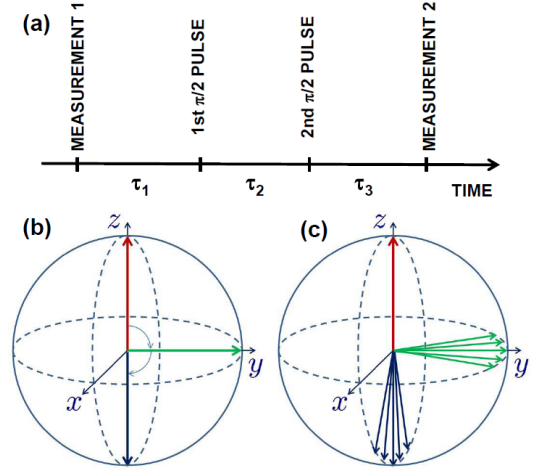 (a)
MEASUREMENT 1
1st π/2 PULSE
2nd π/2 PULSE
MEASUREMENT 2
τ1 τ2 τ3 TIME
(b) z (c) z
y y
x x